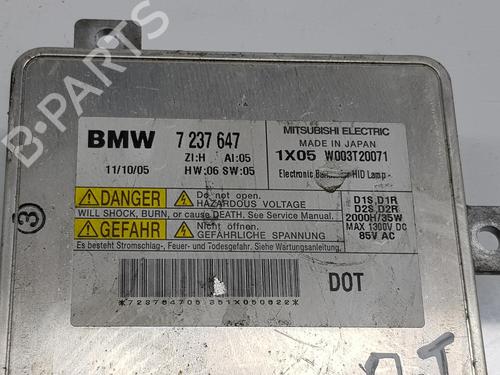 B-PARTS
BMW 7 237 647
ZI:H AI:05
11/10/05 HW:06 SW:05
MITSUBISHI ELECTRIC
MADE IN JAPAN
1X05 W003T20071
Electronic for HID Lamp
DANGER Do not open.
HAZARDOUS VOLTAGE
WILL SHOCK, BURN, or cause DEATH. See Service Manual.
GEFAHR Nicht öffnen!
GEFÄHRLICHE SPANNUNG
Es besteht Stromschlag-, Feuer- und Todesgefahr. Siehe Wartungsanleitung.
D1S,D1R
D2S,D2R
2000H/35W
MAX 1300V DC
85V AC
DOT
3